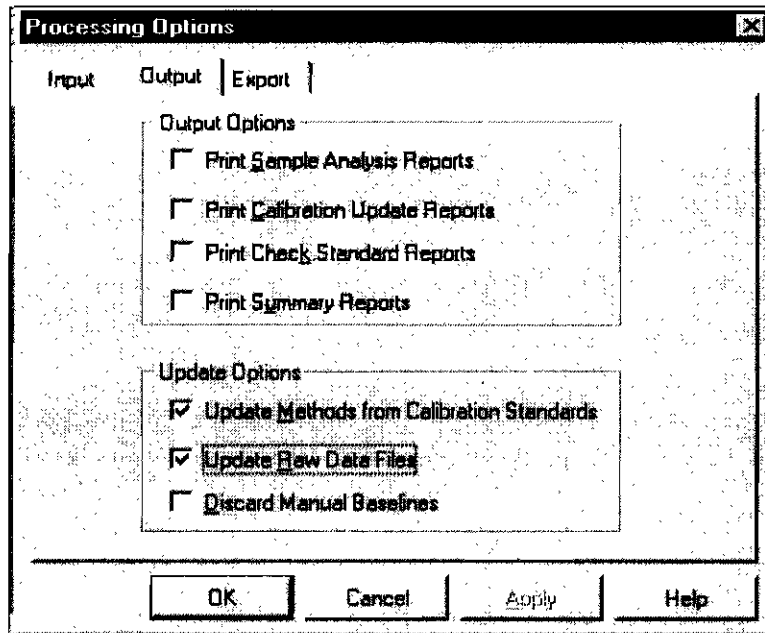 Processing Options
Input Output Export
Output Options
Print Sample Analysis Reports
Print Calibration Update Reports
Print Check Standard Reports
Print Summary Reports
Update Options
Update Methods from Calibration Standards
Update Raw Data Files
Discard Manual Baselines
OK Cancel Apply Help